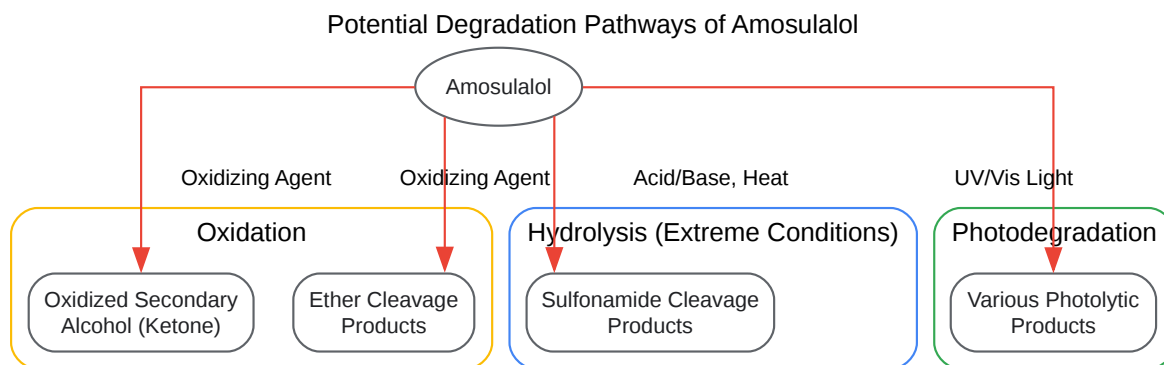 Potential Degradation Pathways of Amosulalol
Amosulalol
Oxidizing Agent
Oxidizing Agent
Acid/Base, Heat
UV/Vis Light
Oxidation
Hydrolysis (Extreme Conditions)
Photodegradation
Oxidized Secondary
Alcohol (Ketone)
Ether Cleavage
Products
Sulfonamide Cleavage
Products
Various Photolytic
Products